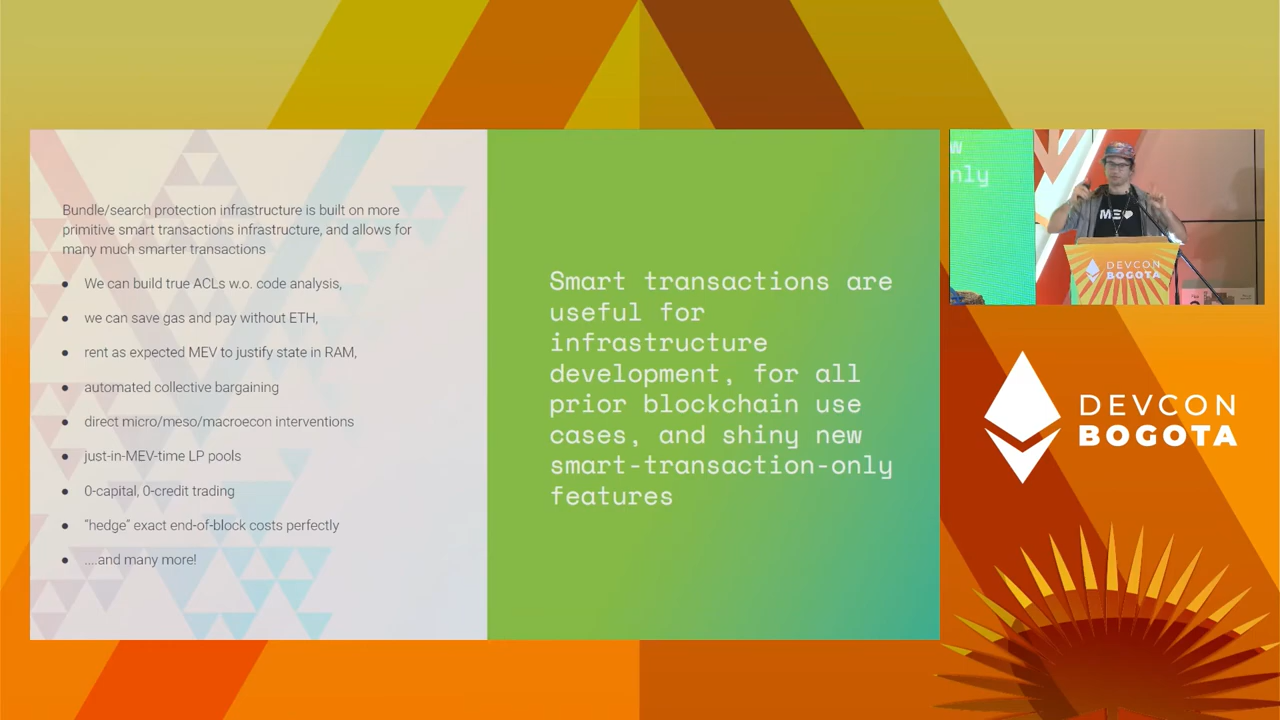 Bundle/search protection infrastructure is built on more
primitive smart transactions infrastructure, and allows for
many much smarter transactions
● We can build true ACLs w.o. code analysis,
● we can save gas and pay without ETH,
● rent as expected MEV to justify state in RAM,
● automated collective bargaining
● direct micro/meso/macroecon interventions
● just-in-MEV-time LP pools
● 0-capital, 0-credit trading
● “hedge” exact end-of-block costs perfectly
● ....and many more!
Smart transactions are
useful for
infrastructure
development, for all
prior blockchain use
cases, and shiny new
smart-transaction-only
features
w
nly
DEVCON
BOGOTA
DEVCON
BOGOTA